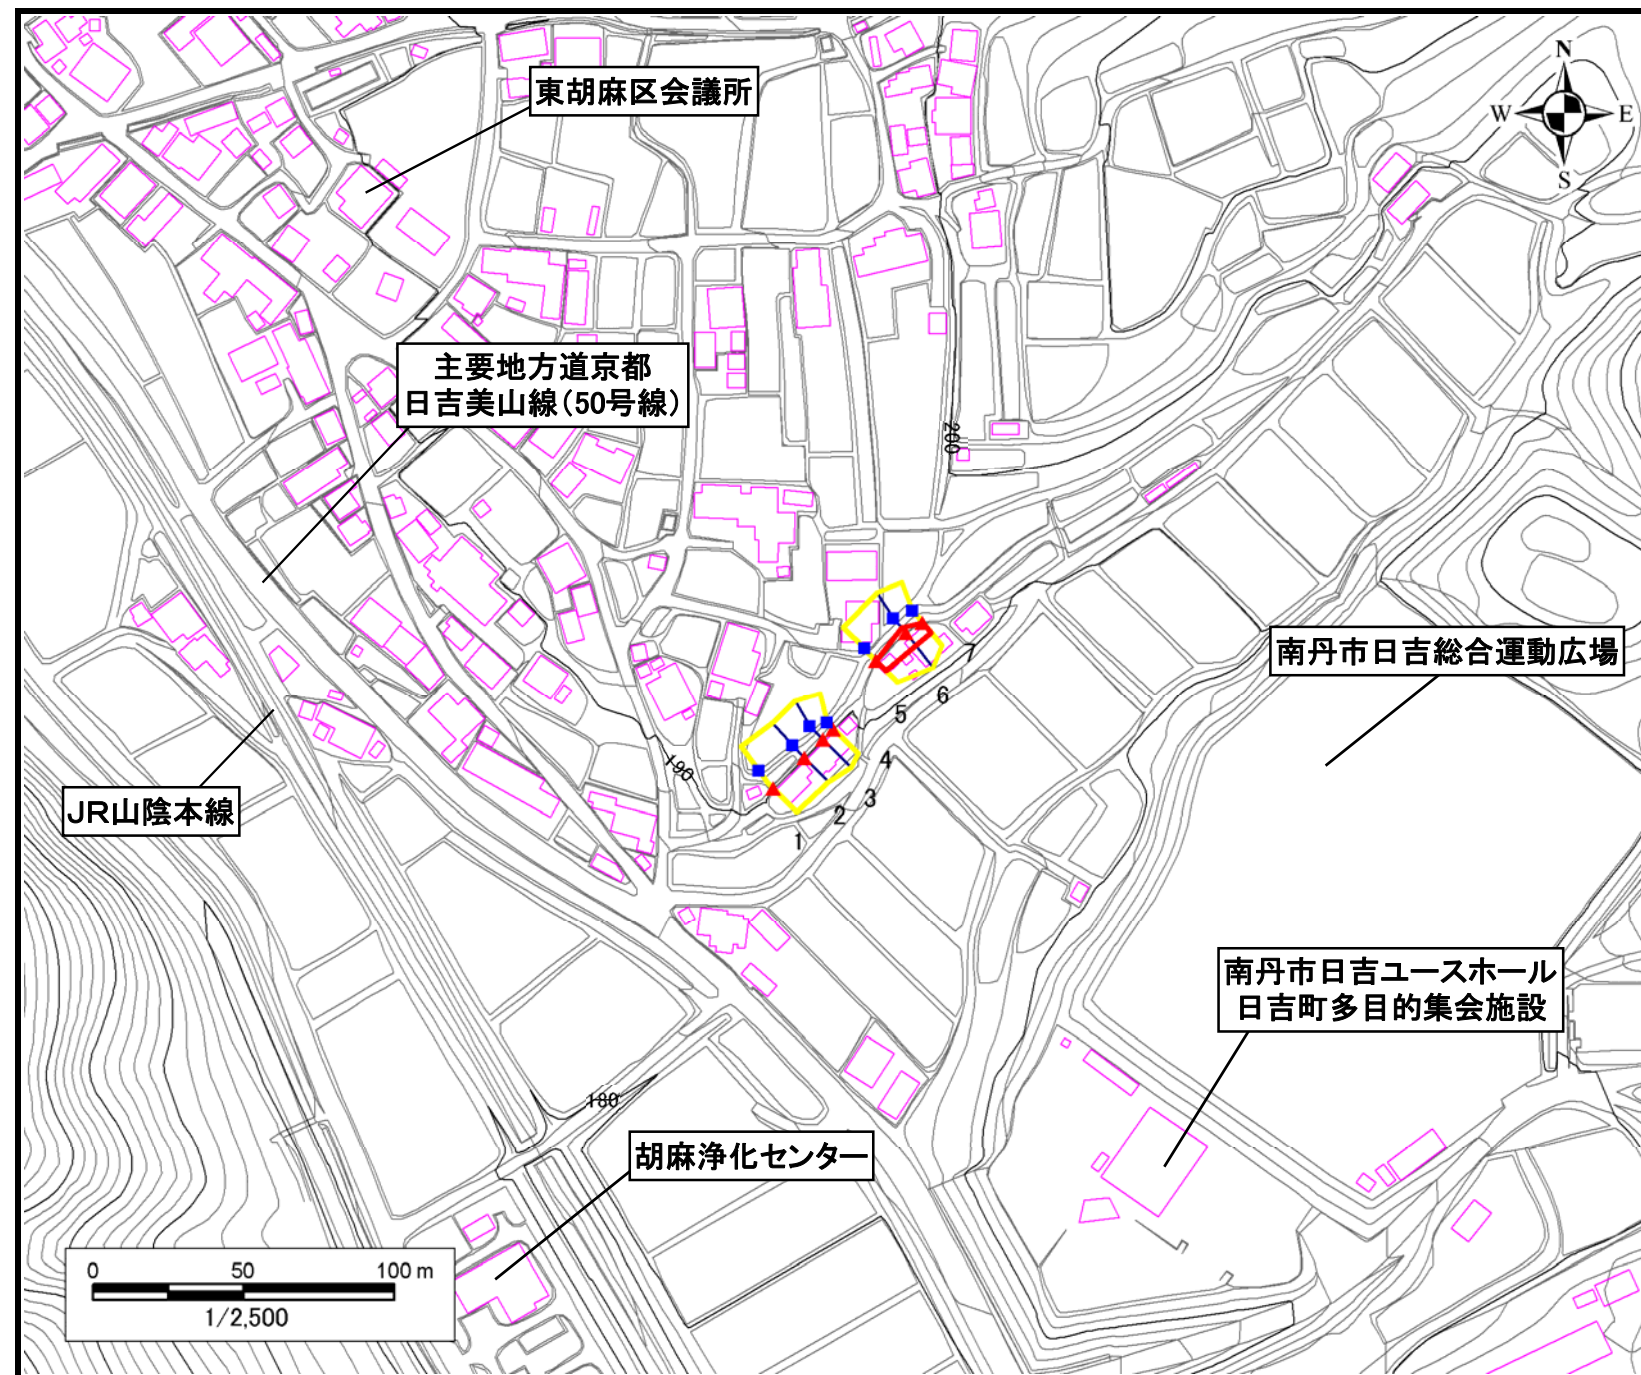 N
W
E
S
東胡麻区会議所
主要地方道京都
日吉美山線（50号線）
200
南丹市日吉総合運動広場
6
5
4
3
2
1
190
JR山陰本線
南丹市日吉ユースホール
日吉町多目的集会施設
180
胡麻浄化センター
0 50 100 m
1/2,500